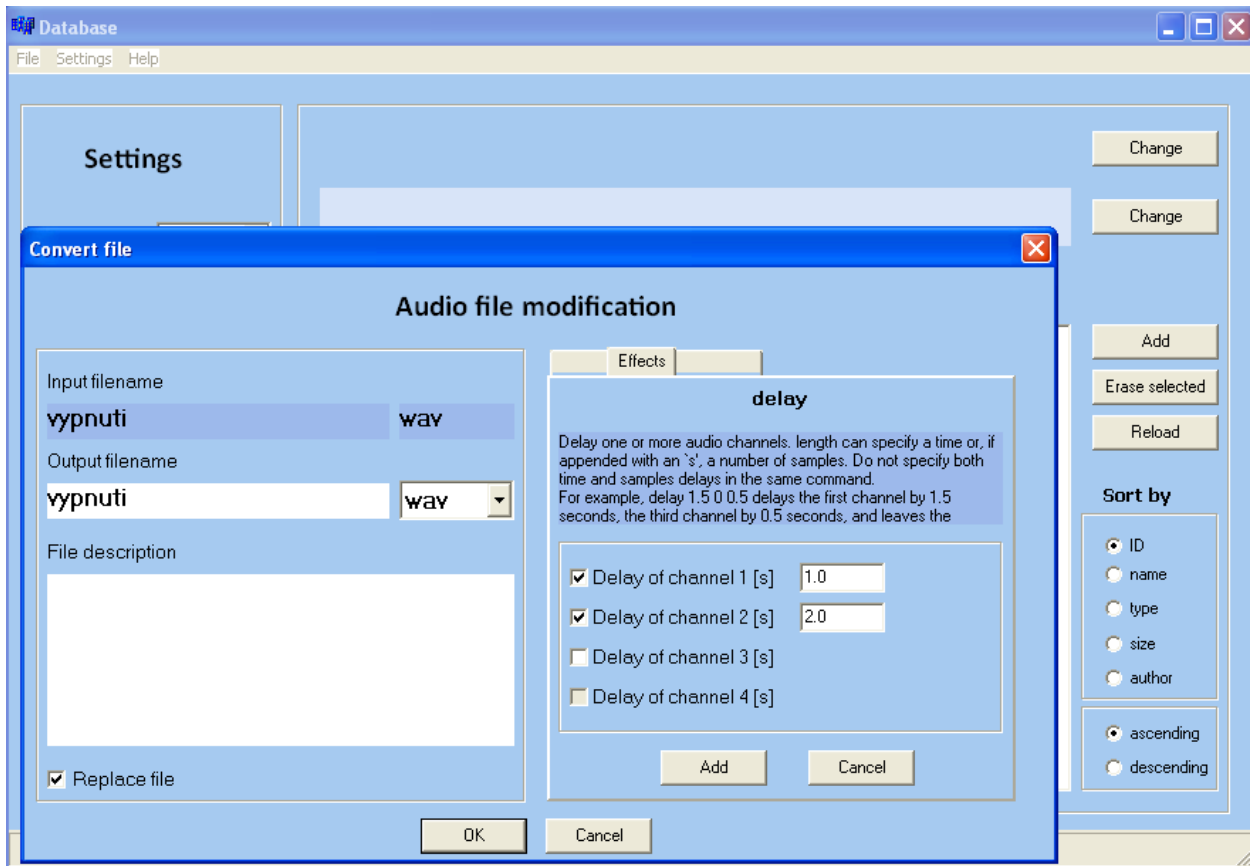 Database
File Settings Help
Settings
Change
Change
Convert file
Audio file modification
Input filename
vypnuti wav
Output filename
vypnuti wav
File description
Replace file
Effects
delay
Delay one or more audio channels. length can specify a time or, if
appended with an `s', a number of samples. Do not specify both
time and samples delays in the same command.
For example, delay 1.5 0 0.5 delays the first channel by 1.5
seconds, the third channel by 0.5 seconds, and leaves the
Delay of channel 1 [s] 1.0
Delay of channel 2 [s] 2.0
Delay of channel 3 [s]
Delay of channel 4 [s]
Add Cancel
OK Cancel
Add
Erase selected
Reload
Sort by
ID
name
type
size
author
ascending
descending